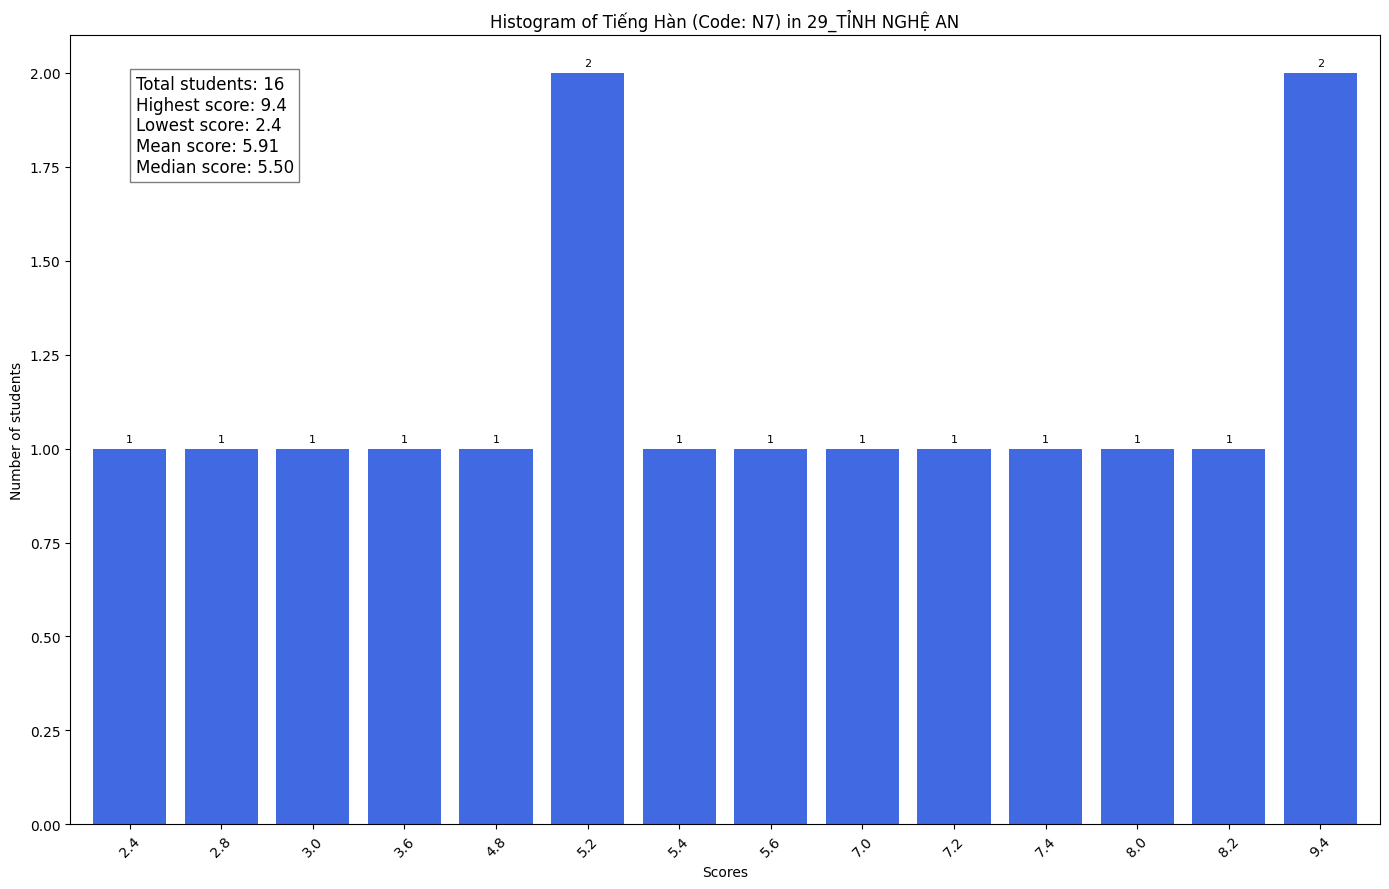 Histogram of Tiếng Hàn (Code: N7) in 29_TỈNH NGHỆ AN
Total students: 16
Highest score: 9.4
Lowest score: 2.4
Mean score: 5.91
Median score: 5.50
Number of students
2.00
1.75
1.50
1.25
1.00
0.75
0.50
0.25
0.00
1 1 1 1 1 2 1 1 1 1 1 1 1 2
2.4 2.8 3.0 3.6 4.8 5.2 5.4 5.6 7.0 7.2 7.4 8.0 8.2 9.4
Scores